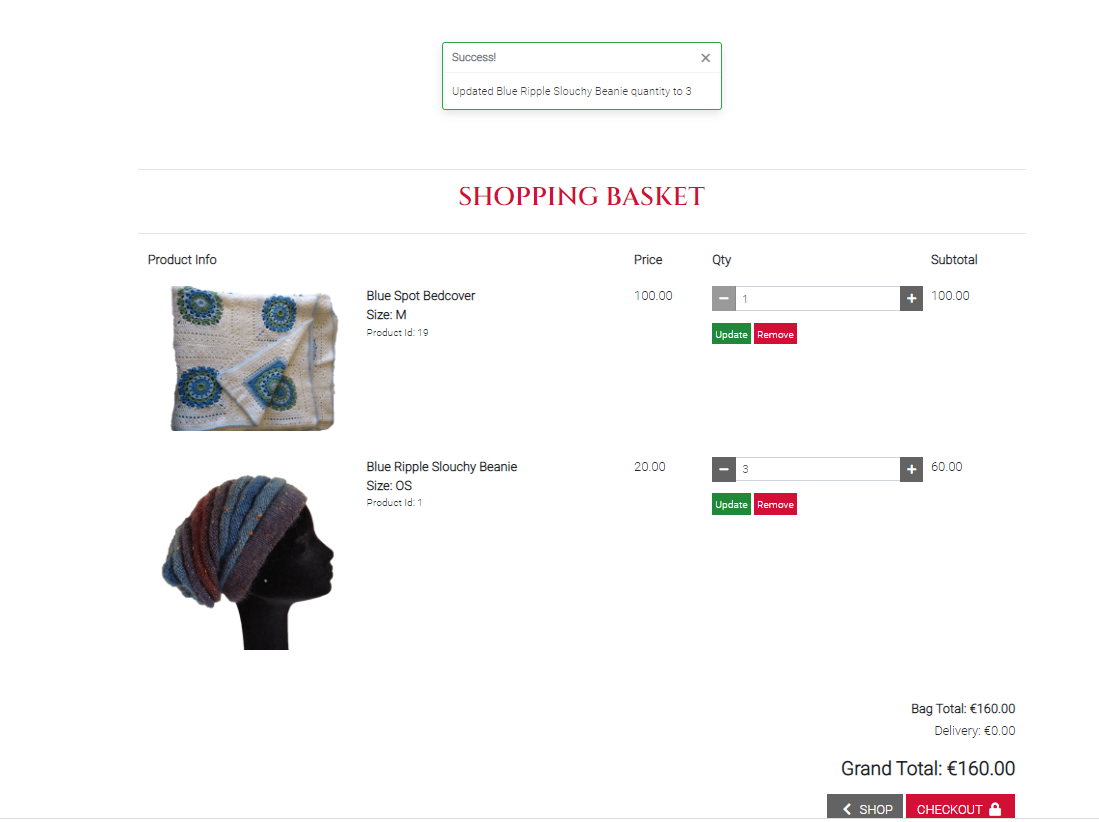 Success!
Updated Blue Ripple Slouchy Beanie quantity to 3
SHOPPING BASKET
Product Info Price Qty Subtotal
Blue Spot Bedcover 100.00 1 100.00
Size: M
Product Id: 19
Update Remove
Blue Ripple Slouchy Beanie 20.00 3 60.00
Size: OS
Product Id: 1
Update Remove
Bag Total: €160.00
Delivery: €0.00
Grand Total: €160.00
SHOP CHECKOUT